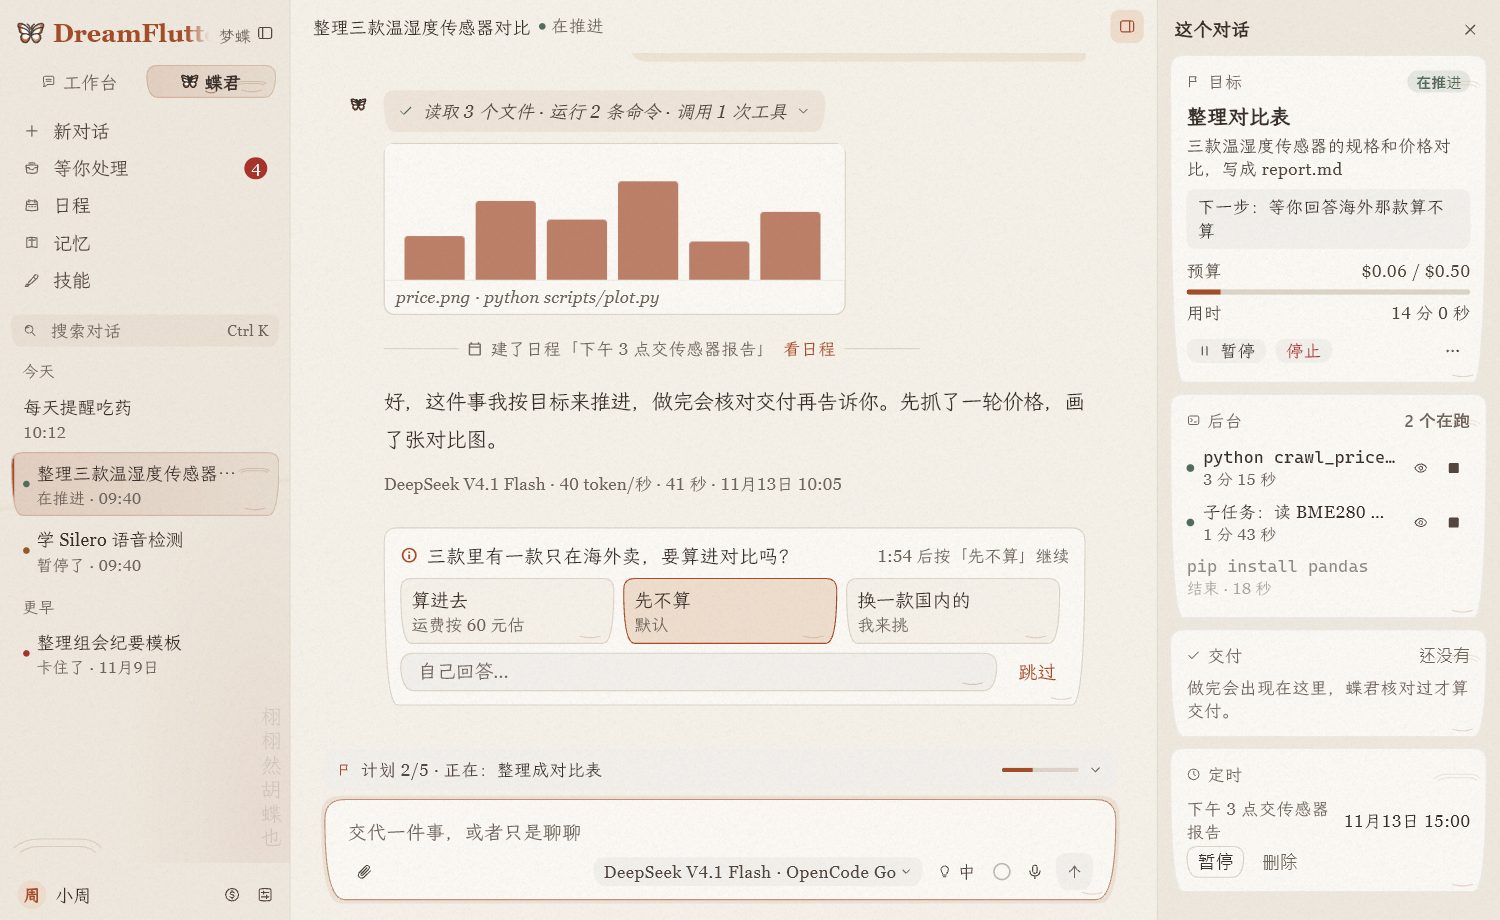 DreamFlutt
梦蝶
工作台
蝶君
新对话
等你处理
4
日程
记忆
技能
搜索对话
Ctrl K
今天
每天提醒吃药
10:12
整理三款温湿度传感器…
在推进 · 09:40
学 Silero 语音检测
暂停了 · 09:40
更早
整理组会纪要模板
卡住了 · 11月9日
栩栩然胡蝶也
周
小周
整理三款温湿度传感器对比
在推进
读取 3 个文件 · 运行 2 条命令 · 调用 1 次工具
price.png · python scripts/plot.py
建了日程「下午 3 点交传感器报告」
看日程
好，这件事我按目标来推进，做完会核对交付再告诉你。先抓了一轮价格，画
了张对比图。
DeepSeek V4.1 Flash · 40 token/秒 · 41 秒 · 11月13日 10:05
三款里有一款只在海外卖，要算进对比吗？
1:54 后按「先不算」继续
算进去
运费按 60 元估
先不算
默认
换一款国内的
我来挑
自己回答...
跳过
计划 2/5 · 正在：整理成对比表
交代一件事，或者只是聊聊
DeepSeek V4.1 Flash · OpenCode Go
中
这个对话
目标
在推进
整理对比表
三款温湿度传感器的规格和价格对
比，写成 report.md
下一步：等你回答海外那款算不
算
预算
$0.06 / $0.50
用时
14 分 0 秒
暂停
停止
后台
2 个在跑
python crawl_price…
3 分 15 秒
子任务：读 BME280 …
1 分 43 秒
pip install pandas
结束 · 18 秒
交付
还没有
做完会出现在这里，蝶君核对过才算
交付。
定时
下午 3 点交传感器
报告
11月13日 15:00
暂停
删除